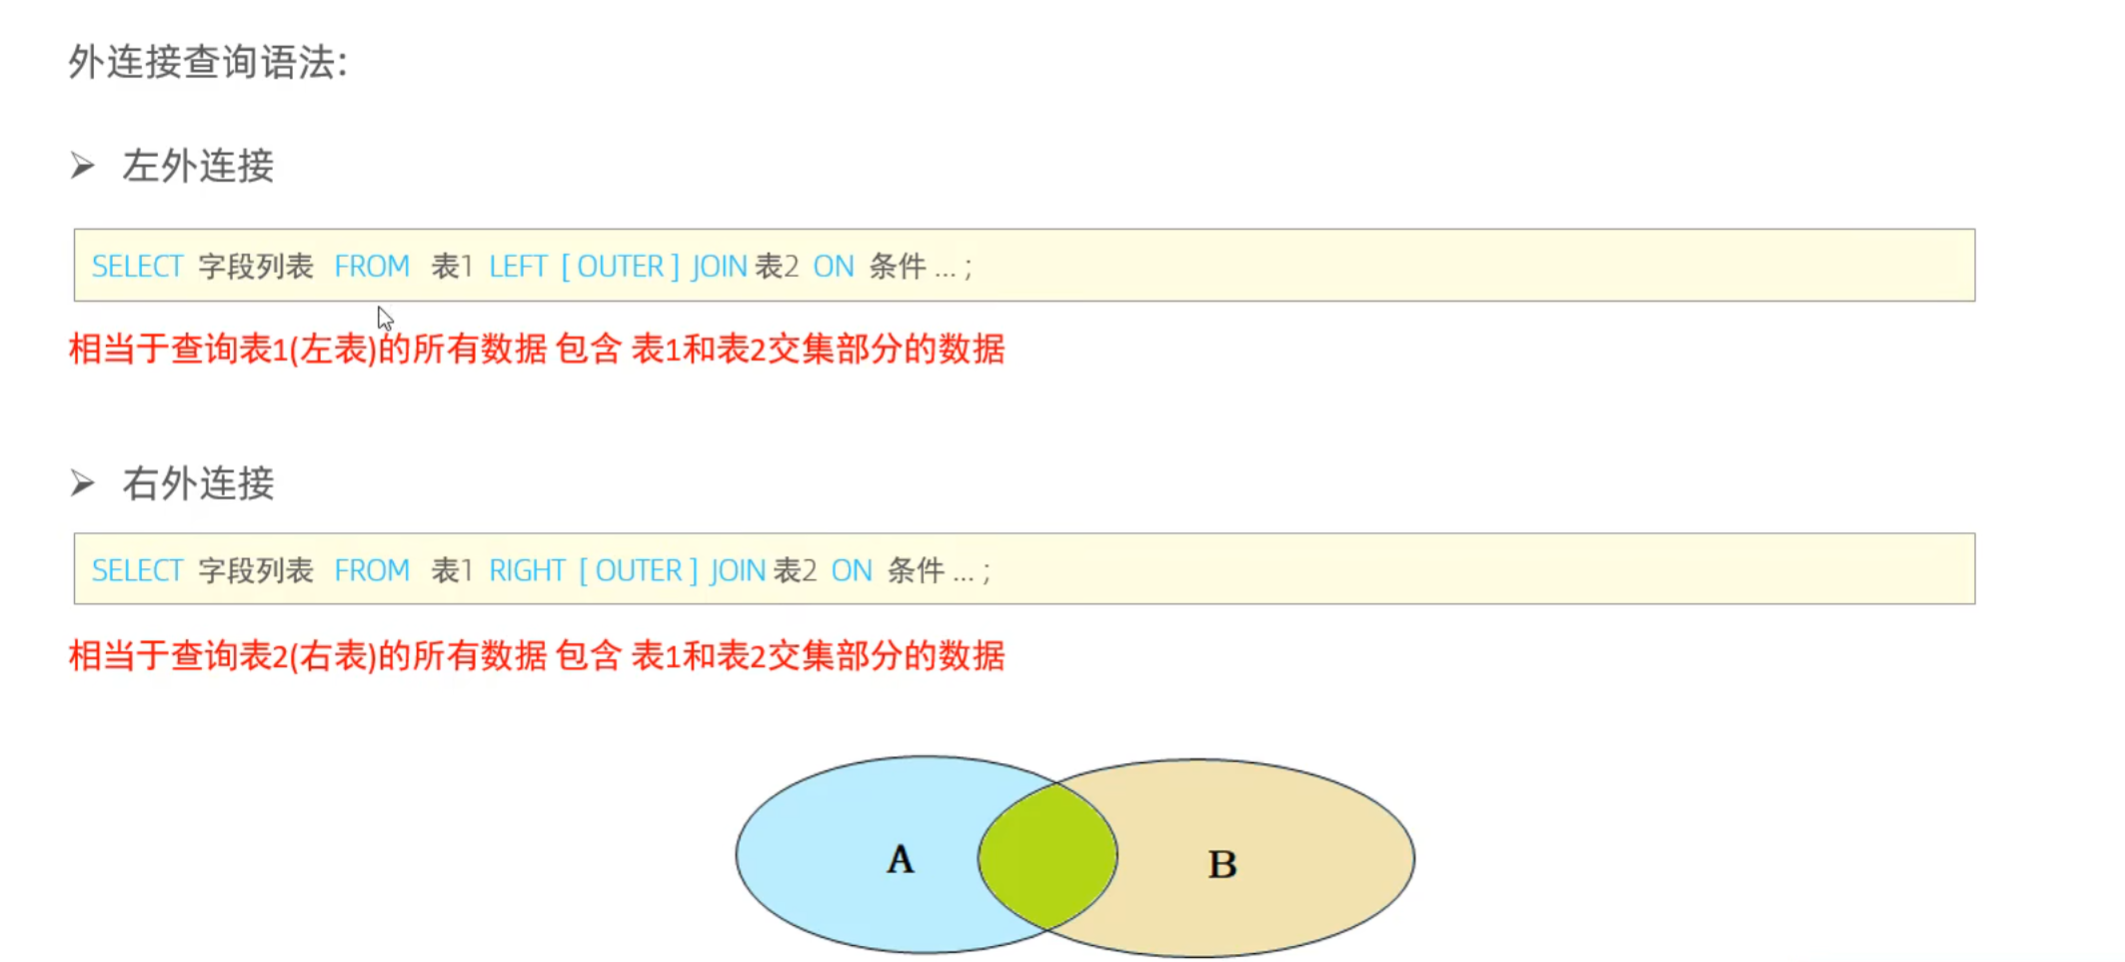 外连接查询语法：
➢ 左外连接
SELECT 字段列表 FROM 表1 LEFT [ OUTER ] JOIN 表2 ON 条件 ... ;
相当于查询表1(左表)的所有数据 包含 表1和表2交集部分的数据
➢ 右外连接
SELECT 字段列表 FROM 表1 RIGHT [ OUTER ] JOIN 表2 ON 条件 ... ;
相当于查询表2(右表)的所有数据 包含 表1和表2交集部分的数据
A
B